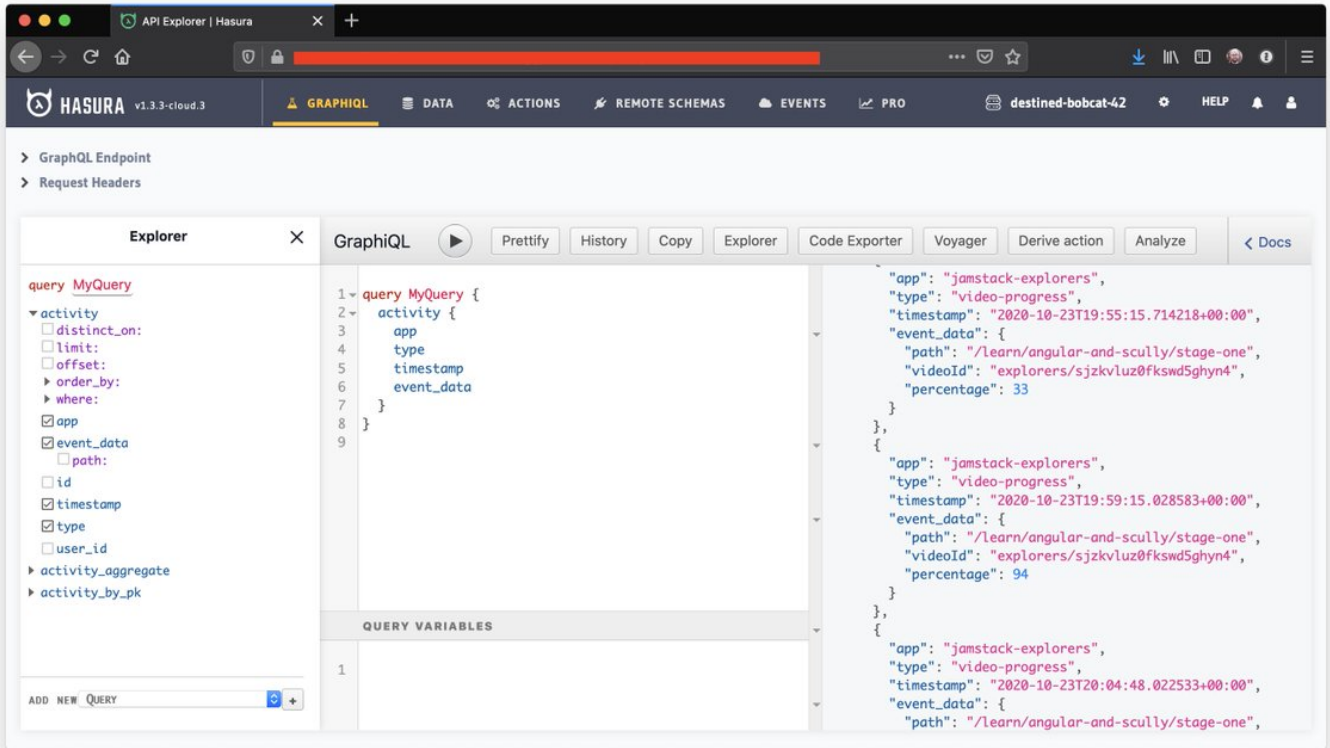 API Explorer | Hasura
HASURA v1.3.3-cloud.3
GRAPHIQL
DATA
ACTIONS
REMOTE SCHEMAS
EVENTS
PRO
destined-bobcat-42
HELP
GraphQL Endpoint
Request Headers
Explorer
query MyQuery
activity
distinct_on:
limit:
offset:
order_by:
where:
app
event_data
path:
id
timestamp
type
user_id
activity_aggregate
activity_by_pk
ADD NEW QUERY +
GraphiQL
Prettify
History
Copy
Explorer
Code Exporter
Voyager
Derive action
Analyze
< Docs
1 query MyQuery {
2 activity {
3 app
4 type
5 timestamp
6 event_data
7 }
8 }
9
QUERY VARIABLES
1
"app": "jamstack-explorers",
"type": "video-progress",
"timestamp": "2020-10-23T19:55:15.714218+00:00",
"event_data": {
"path": "/learn/angular-and-scully/stage-one",
"videoId": "explorers/sjzkvluz0fkswd5ghyn4",
"percentage": 33
}
},
{
"app": "jamstack-explorers",
"type": "video-progress",
"timestamp": "2020-10-23T19:59:15.028583+00:00",
"event_data": {
"path": "/learn/angular-and-scully/stage-one",
"videoId": "explorers/sjzkvluz0fkswd5ghyn4",
"percentage": 94
}
},
{
"app": "jamstack-explorers",
"type": "video-progress",
"timestamp": "2020-10-23T20:04:48.022533+00:00",
"event_data": {
"path": "/learn/angular-and-scully/stage-one",